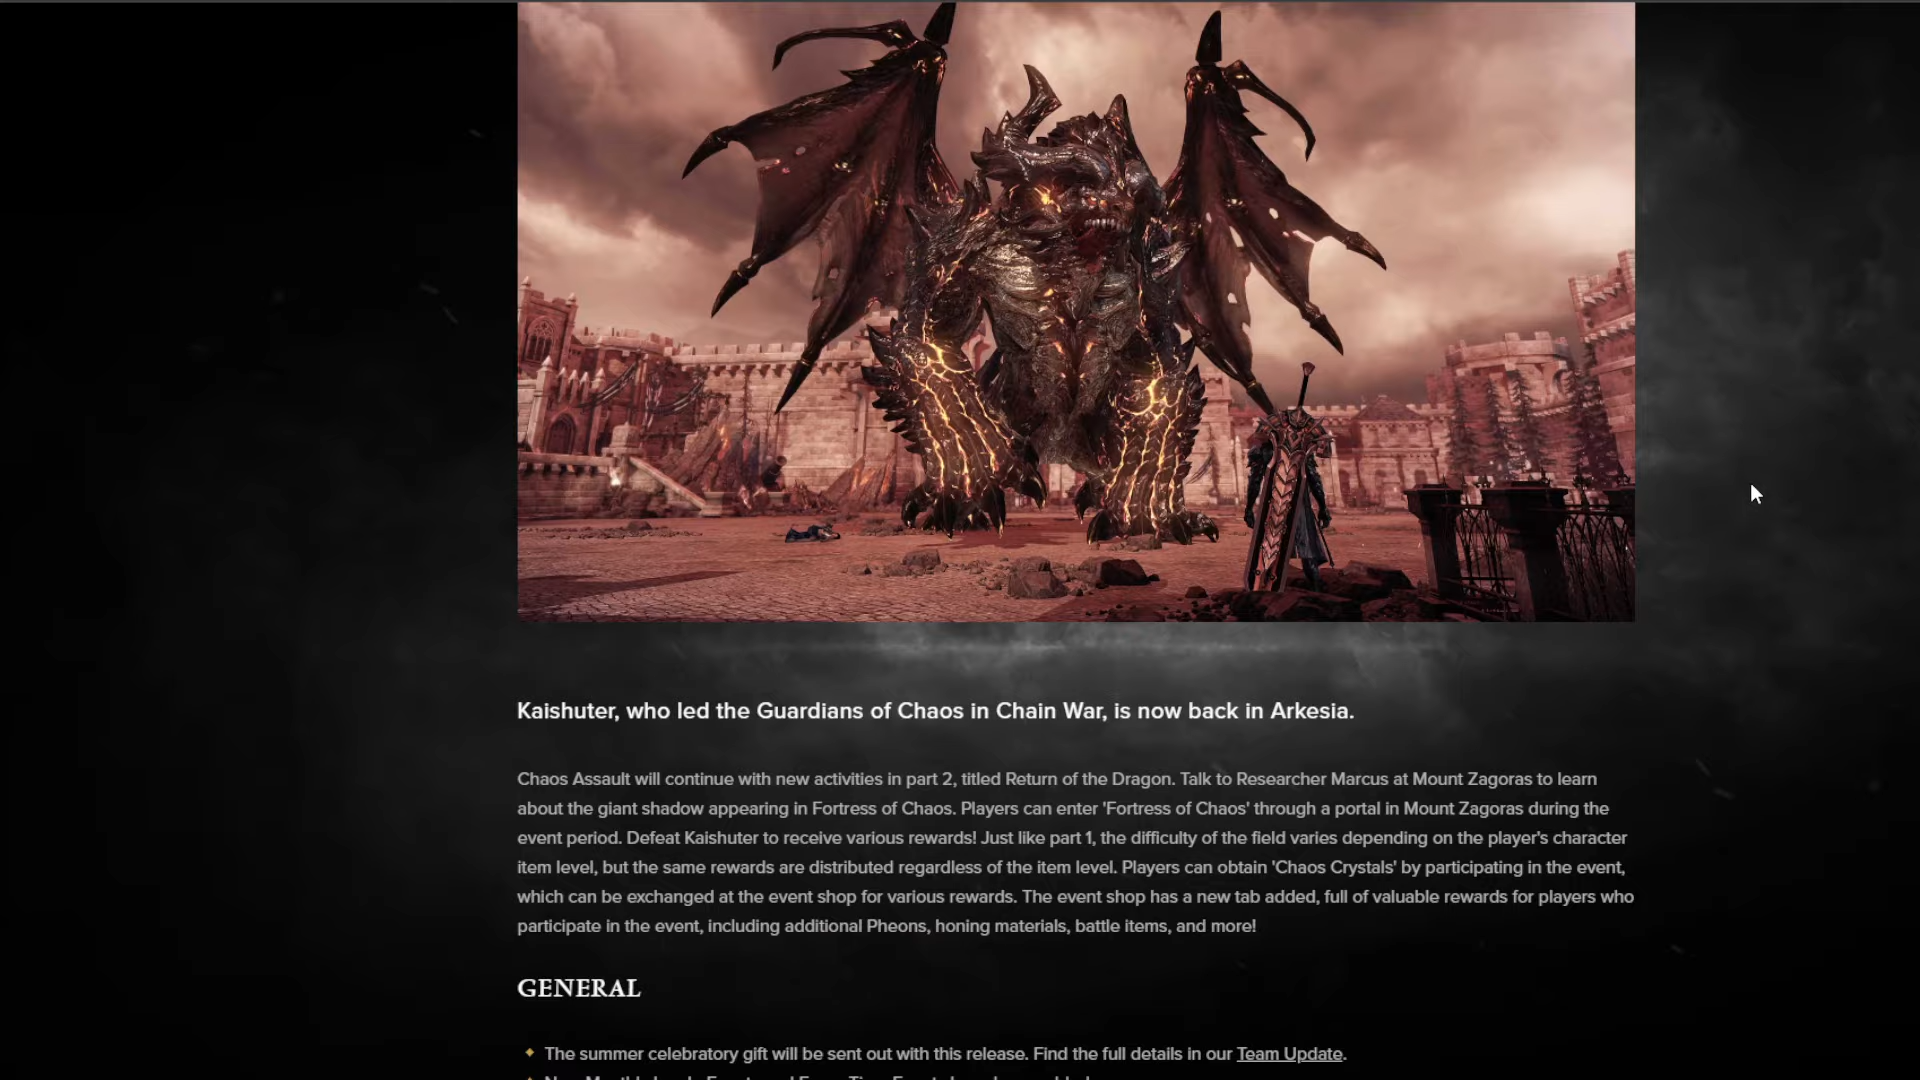 Kaishuter, who led the Guardians of Chaos in Chain War, is now back in Arkesia.
Chaos Assault will continue with new activities in part 2, titled Return of the Dragon. Talk to Researcher Marcus at Mount Zagoras to learn
about the giant shadow appearing in Fortress of Chaos. Players can enter 'Fortress of Chaos' through a portal in Mount Zagoras during the
event period. Defeat Kaishuter to receive various rewards! Just like part 1, the difficulty of the field varies depending on the player's character
item level, but the same rewards are distributed regardless of the item level. Players can obtain 'Chaos Crystals' by participating in the event,
which can be exchanged at the event shop for various rewards. The event shop has a new tab added, full of valuable rewards for players who
participate in the event, including additional Pheons, honing materials, battle items, and more!
GENERAL
The summer celebratory gift will be sent out with this release. Find the full details in our Team Update.